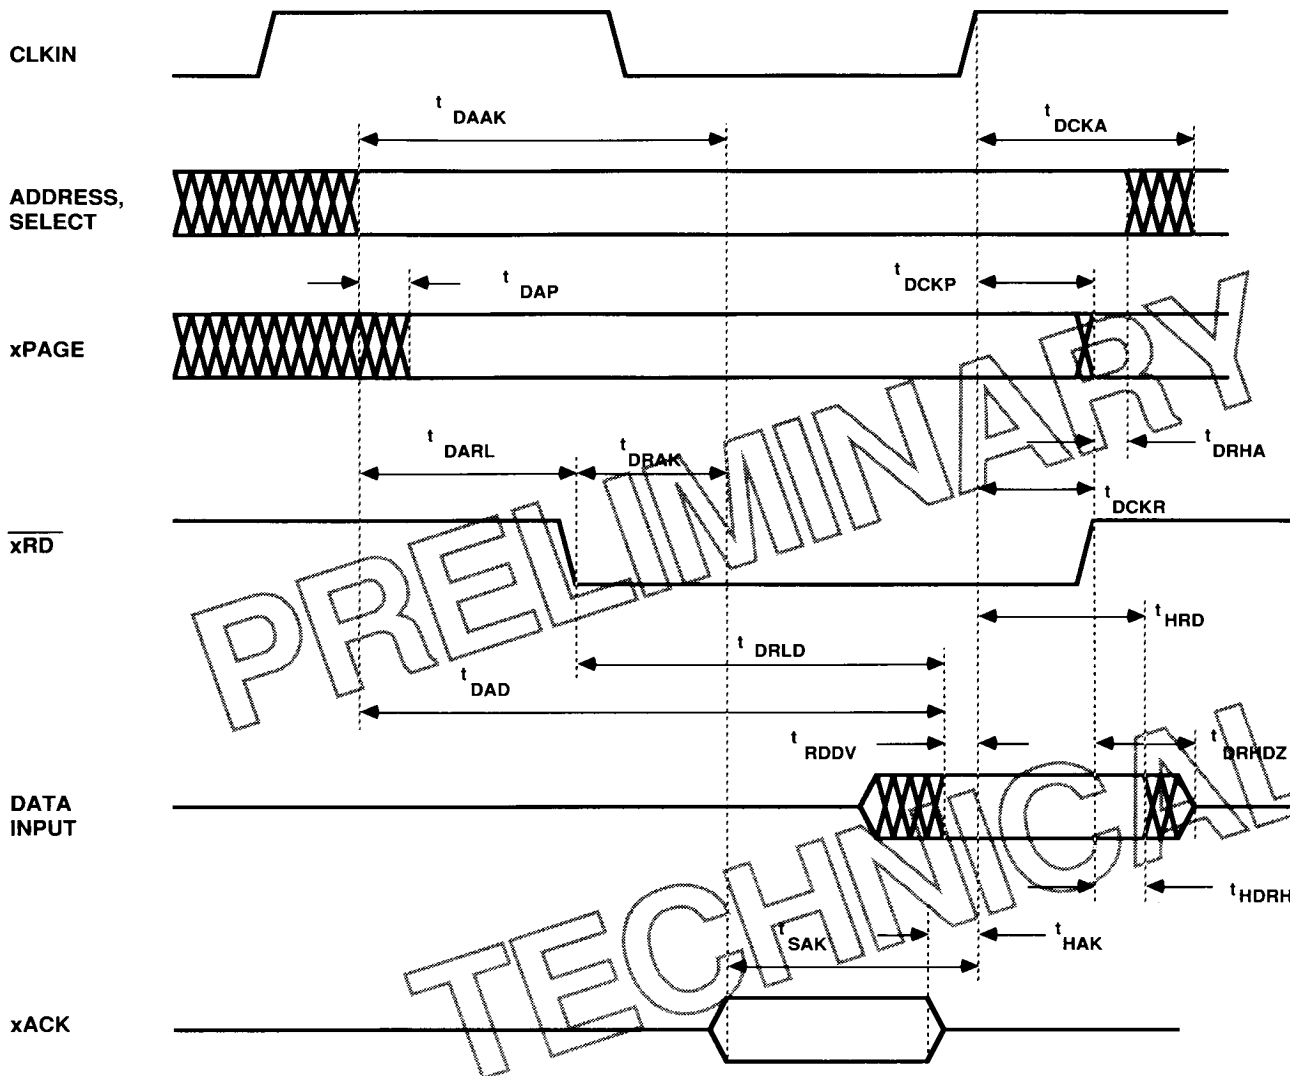 CLKIN
t DAAK
t DCKA
ADDRESS,
SELECT
t DAP
t DCKP
xPAGE
t DARL
t DRAK
t DRHA
t DCKR
xRD
t HRD
t DRLD
t DAD
t RDDV
t DRHDZ
DATA
INPUT
t HDRH
t SAK
t HAK
xACK
PRELIMINARY
TECHNICAL